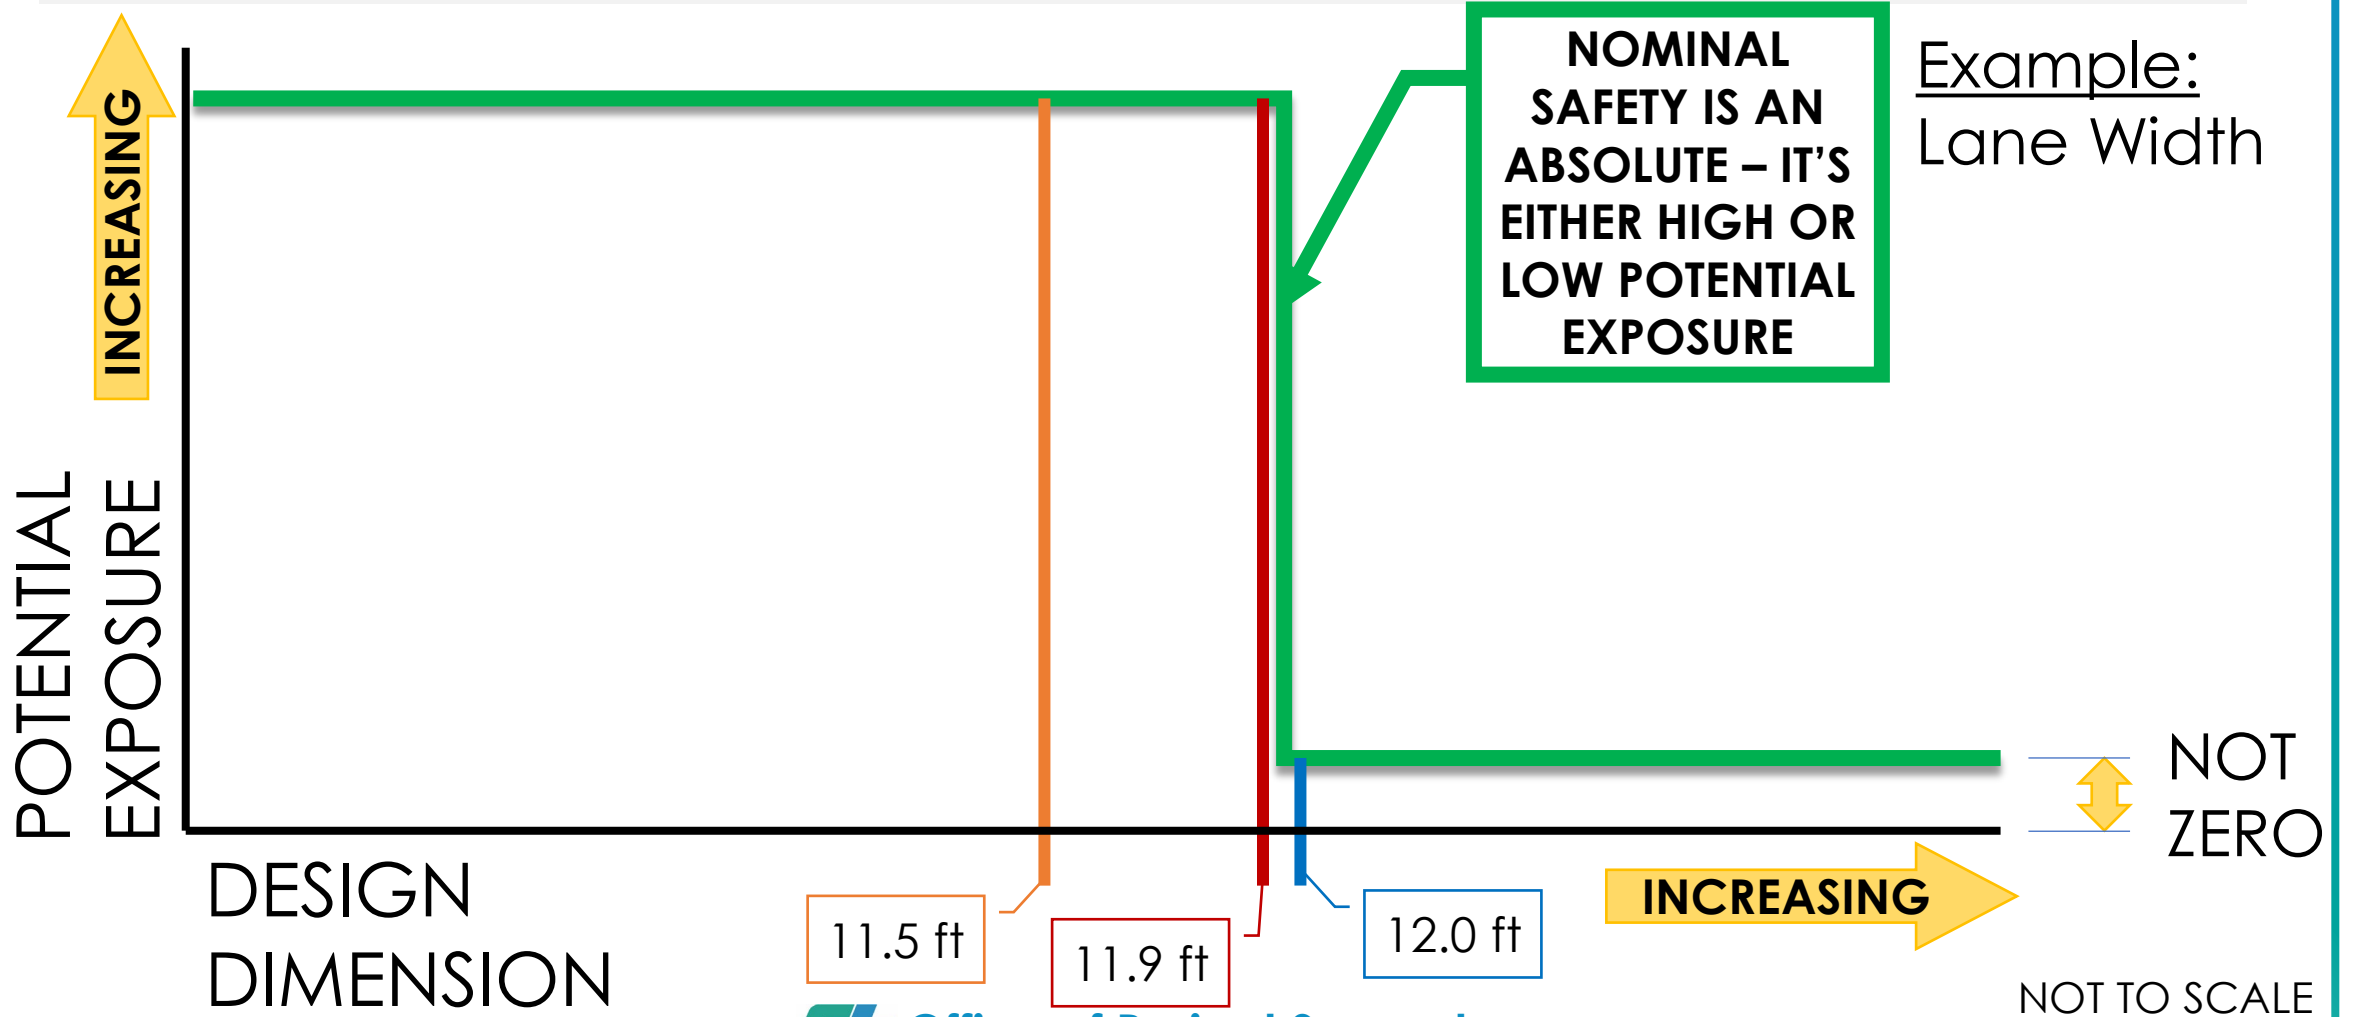 INCREASING
POTENTIAL
EXPOSURE
NOMINAL
SAFETY IS AN
ABSOLUTE – IT’S
EITHER HIGH OR
LOW POTENTIAL
EXPOSURE
Example:
Lane Width
NOT
ZERO
DESIGN
DIMENSION
11.5 ft
11.9 ft
12.0 ft
INCREASING
NOT TO SCALE